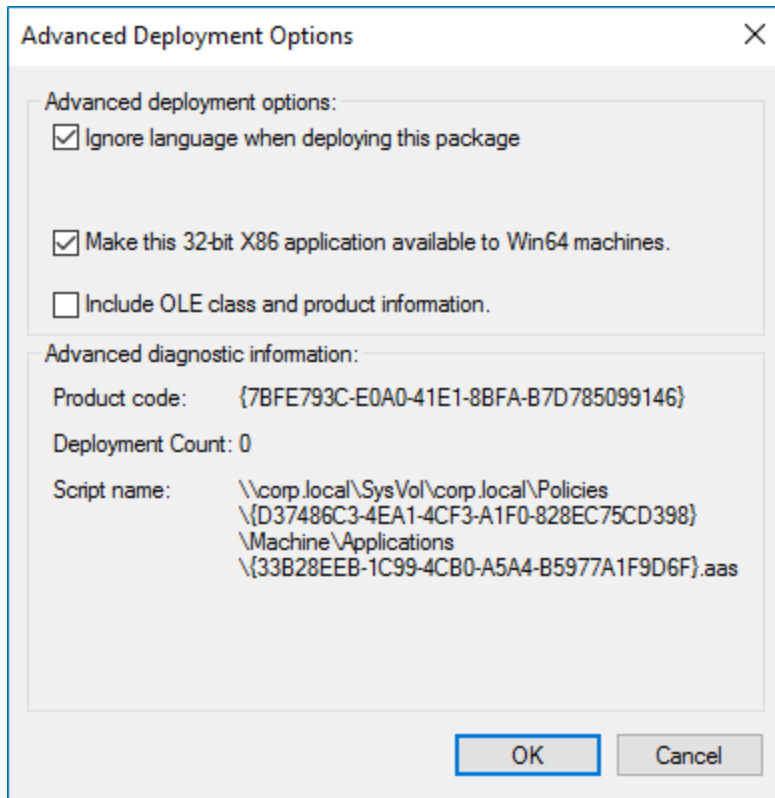 Advanced Deployment Options
Advanced deployment options:
Ignore language when deploying this package
Make this 32-bit X86 application available to Win64 machines.
Include OLE class and product information.
Advanced diagnostic information:
Product code: {7BFE793C-E0A0-41E1-8BFA-B7D785099146}
Deployment Count: 0
Script name: \\corp.local\SysVol\corp.local\Policies
\{D37486C3-4EA1-4CF3-A1F0-828EC75CD398}
\Machine\Applications
\{33B28EEB-1C99-4CB0-A5A4-B5977A1F9D6F}.aas
OK Cancel